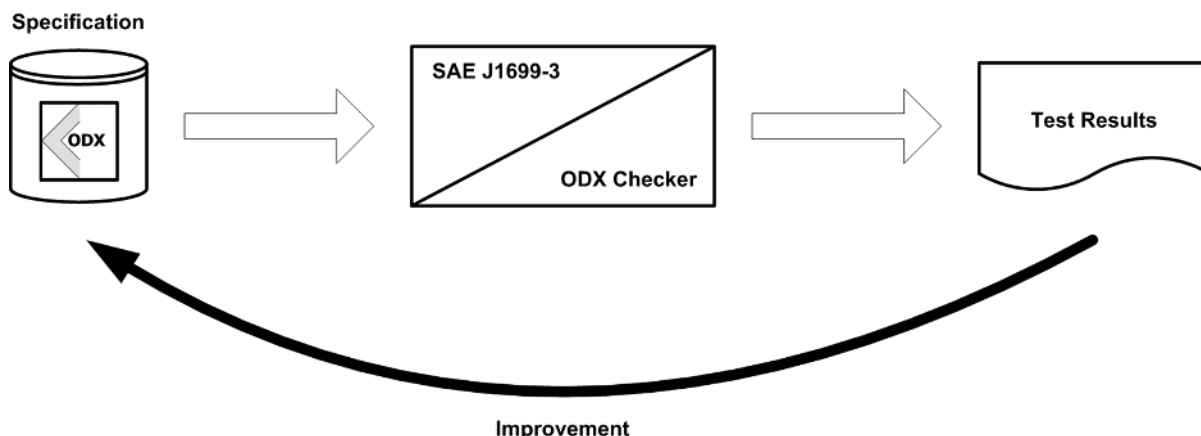 Specification
ODX
SAE J1699-3
ODX Checker
Test Results
Improvement